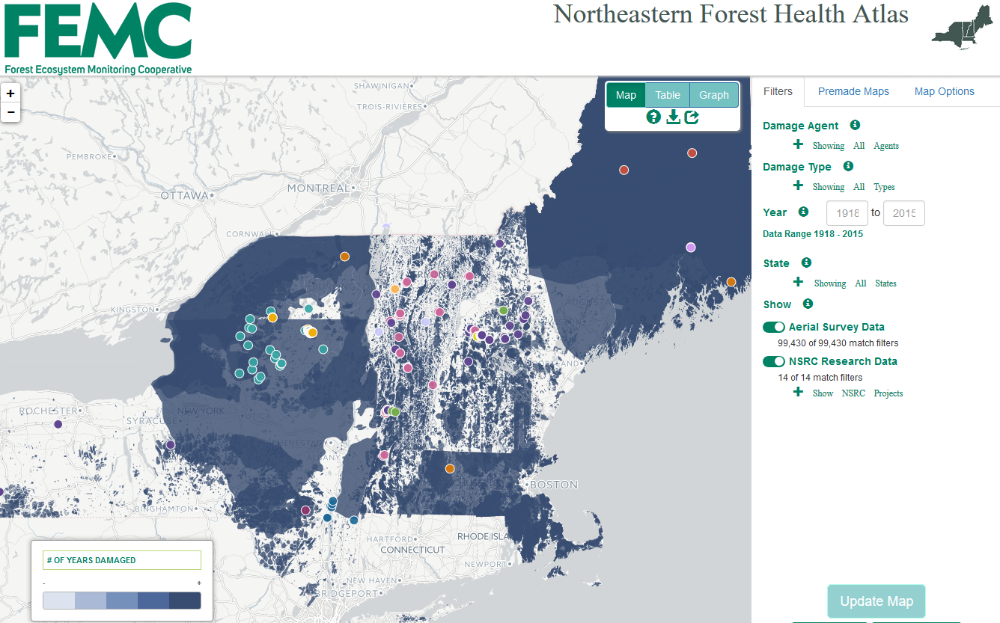 FEMC
Forest Ecosystem Monitoring Cooperative
Northeastern Forest Health Atlas
+
−
Map Table Graph
?
Filters Premade Maps Map Options
Damage Agent i
+ Showing All Agents
Damage Type i
+ Showing All Types
Year i 1918 to 2015
Data Range 1918 - 2015
State i
+ Showing All States
Show i
Aerial Survey Data
99,430 of 99,430 match filters
NSRC Research Data
14 of 14 match filters
+ Show NSRC Projects
Update Map
SHAWINIGAN
TROIS-RIVIÈRES
PEMBROKE
MONTREAL
OTTAWA
CORNWALL
BURLINGTON
AUGUSTA
KINGSTON
ROCHESTER
NEW YORK
UTICA
SYRACUSE
BINGHAMTON
BOSTON
HARTFORD
RHODE ISLA
CONNECTICUT
NEWPORT
NEW HAVEN
BRIDGEPORT
# OF YEARS DAMAGED
- +